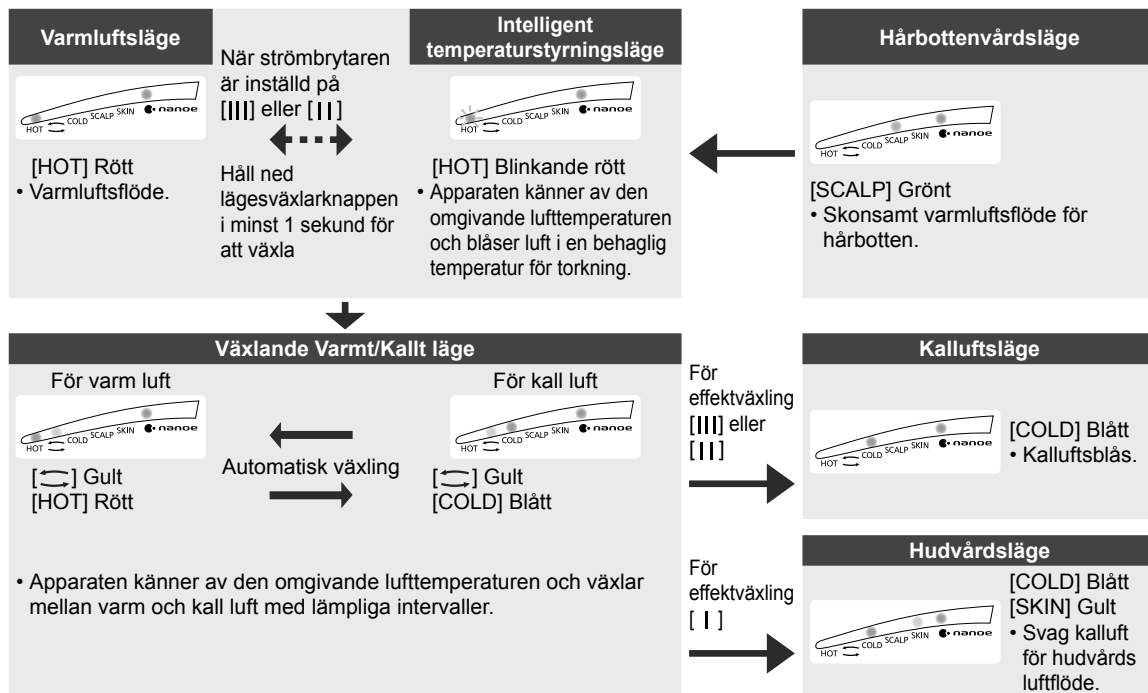 Varmluftsläge
HOT
COLD
SCALP
SKIN
nanoe
[HOT] Rött
• Varmluftsflöde.
När strömbrytaren
är inställd på
[III] eller [II]
Håll ned
lägesväxlarknappen
i minst 1 sekund för
att växla
Intelligent
temperaturstyrningsläge
HOT
COLD
SCALP
SKIN
nanoe
[HOT] Blinkande rött
• Apparaten känner av den
omgivande lufttemperaturen
och blåser luft i en behaglig
temperatur för torkning.
Hårbottenvårdsläge
HOT
COLD
SCALP
SKIN
nanoe
[SCALP] Grönt
• Skonsamt varmluftsflöde för
hårbotten.
Växlande Varmt/Kallt läge
För varm luft
HOT
COLD
SCALP
SKIN
nanoe
[⮌] Gult
[HOT] Rött
Automatisk växling
För kall luft
HOT
COLD
SCALP
SKIN
nanoe
[⮌] Gult
[COLD] Blått
• Apparaten känner av den omgivande lufttemperaturen och växlar
mellan varm och kall luft med lämpliga intervaller.
För
effektväxling
[III] eller
[II]
Kalluftsläge
HOT
COLD
SCALP
SKIN
nanoe
[COLD] Blått
• Kalluftsblås.
För
effektväxling
[I]
Hudvårdsläge
HOT
COLD
SCALP
SKIN
nanoe
[COLD] Blått
[SKIN] Gult
• Svag kalluft
för hudvårds
luftflöde.